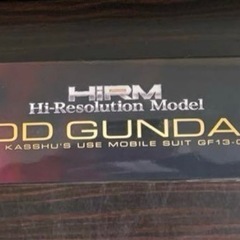 HiRM
Hi-Resolution Model
OD GUNDA
KASSHU'S USE MOBILE SUIT GF13-0